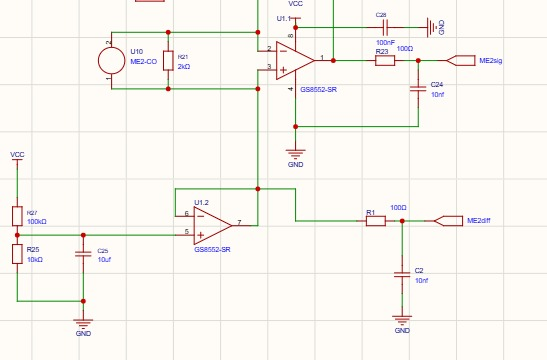 VCC
C28
U1.1
100nF
GND
8
2
U10
ME2-CO
1
R21
2kΩ
2
3
1
4
GS8552-SR
R23
100Ω
ME2sig
C24
10nf
GND
VCC
R27
100kΩ
R25
10kΩ
C25
10uf
GND
U1.2
6
5
7
GS8552-SR
R1
100Ω
ME2diff
C2
10nf
GND